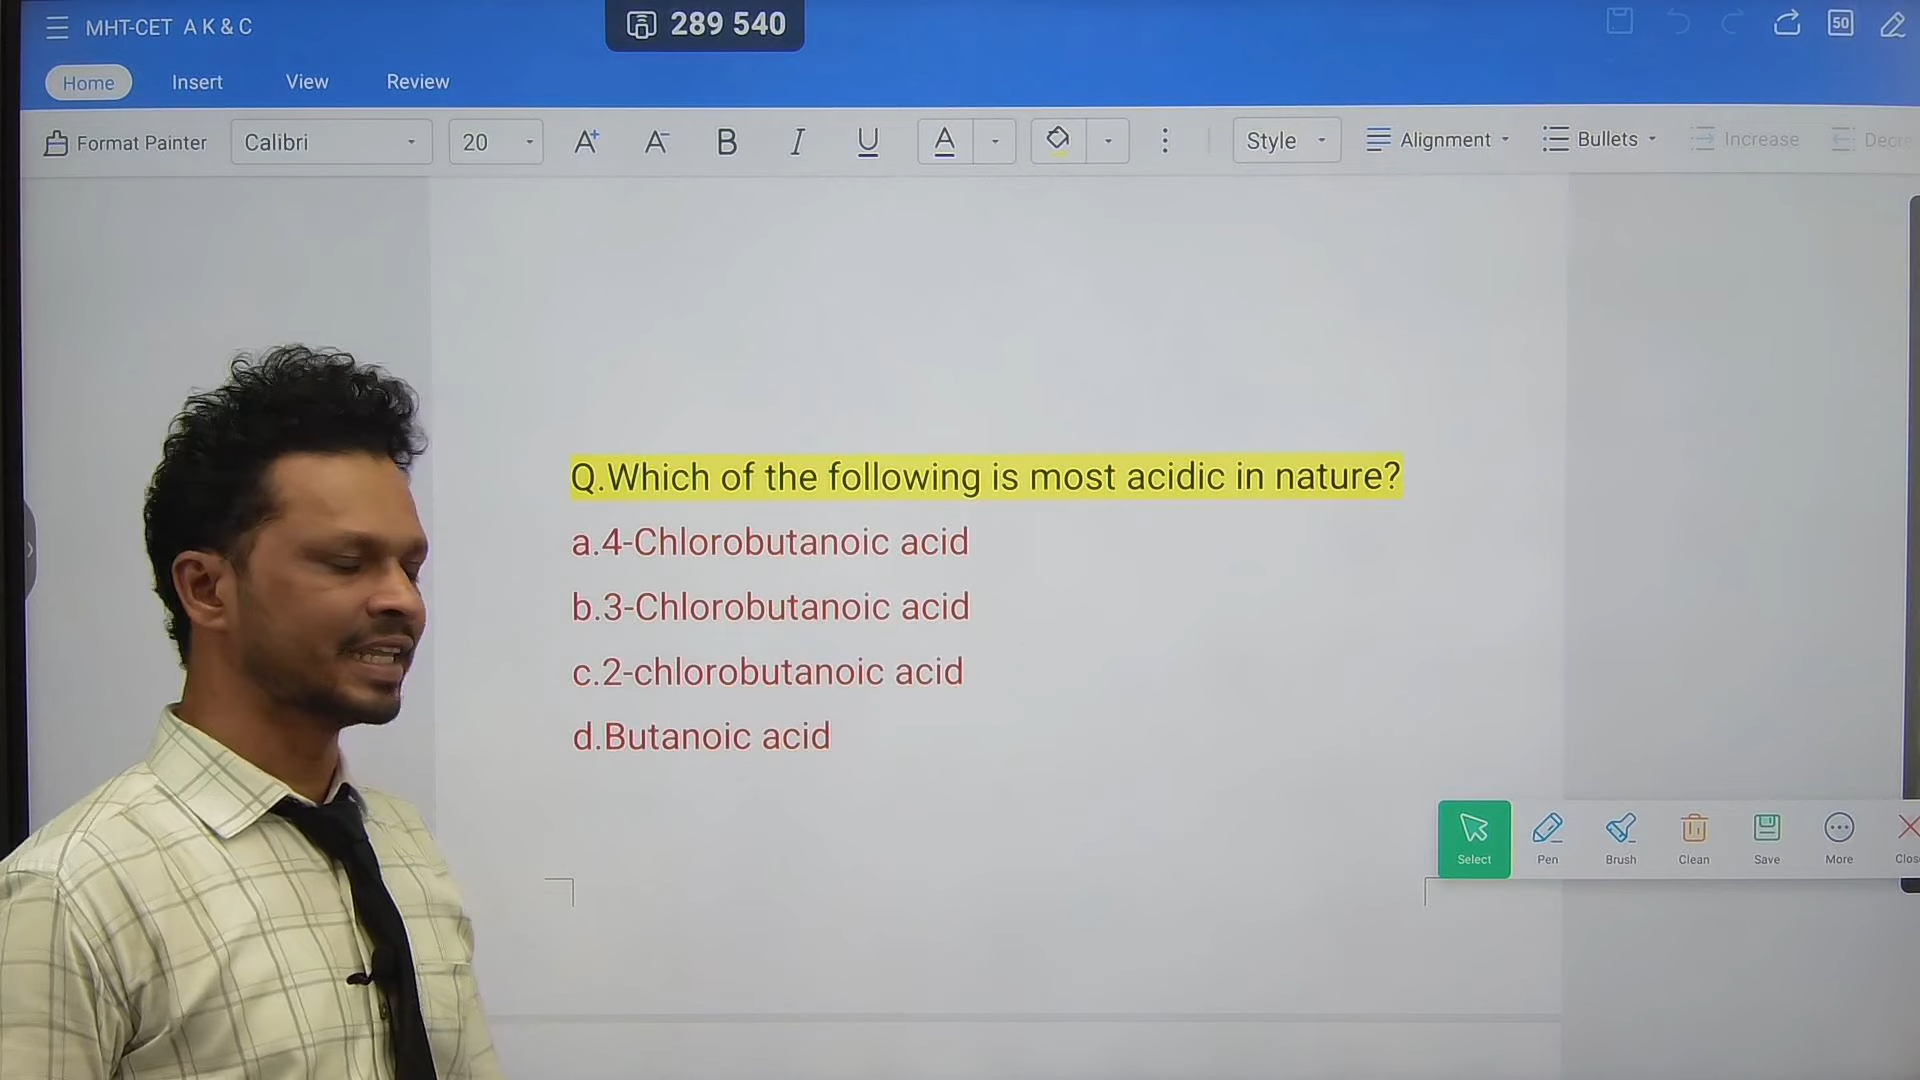 MHT-CET A K & C
289 540
50
Home Insert View Review
Format Painter Calibri 20 A+ A- B I U A Style Alignment Bullets Increase Decre
Q.Which of the following is most acidic in nature?
a.4-Chlorobutanoic acid
b.3-Chlorobutanoic acid
c.2-chlorobutanoic acid
d.Butanoic acid
Select Pen Brush Clean Save More Clos